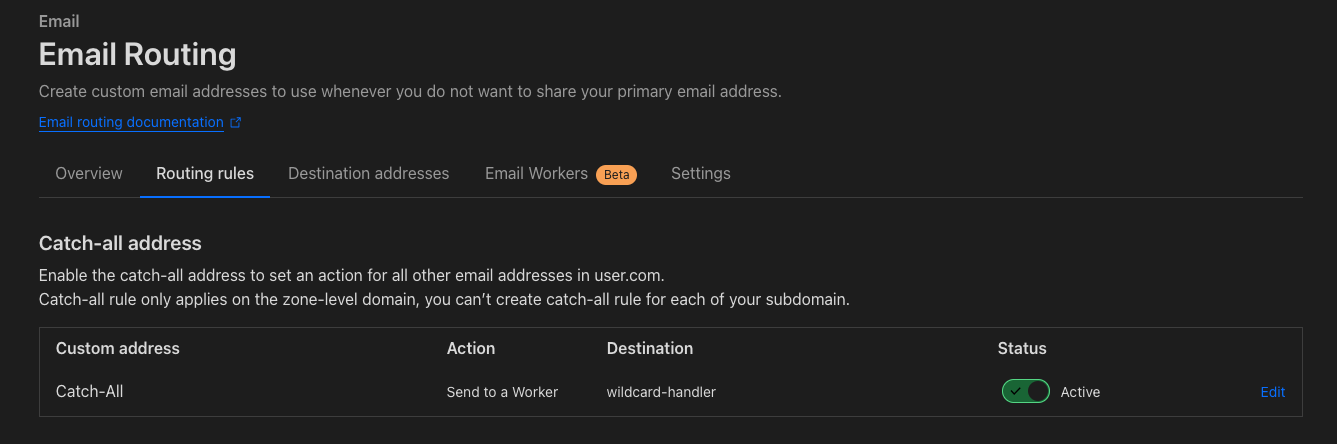 Email
Email Routing
Create custom email addresses to use whenever you do not want to share your primary email address.
Email routing documentation
Overview Routing rules Destination addresses Email Workers Beta Settings
Catch-all address
Enable the catch-all address to set an action for all other email addresses in user.com.
Catch-all rule only applies on the zone-level domain, you can’t create catch-all rule for each of your subdomain.
Custom address Action Destination Status
Catch-All Send to a Worker wildcard-handler Active Edit